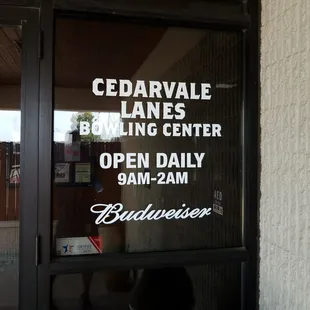 CEDARVALE
LANES
BOWLING CENTER
OPEN DAILY
9AM-2AM
Budweiser